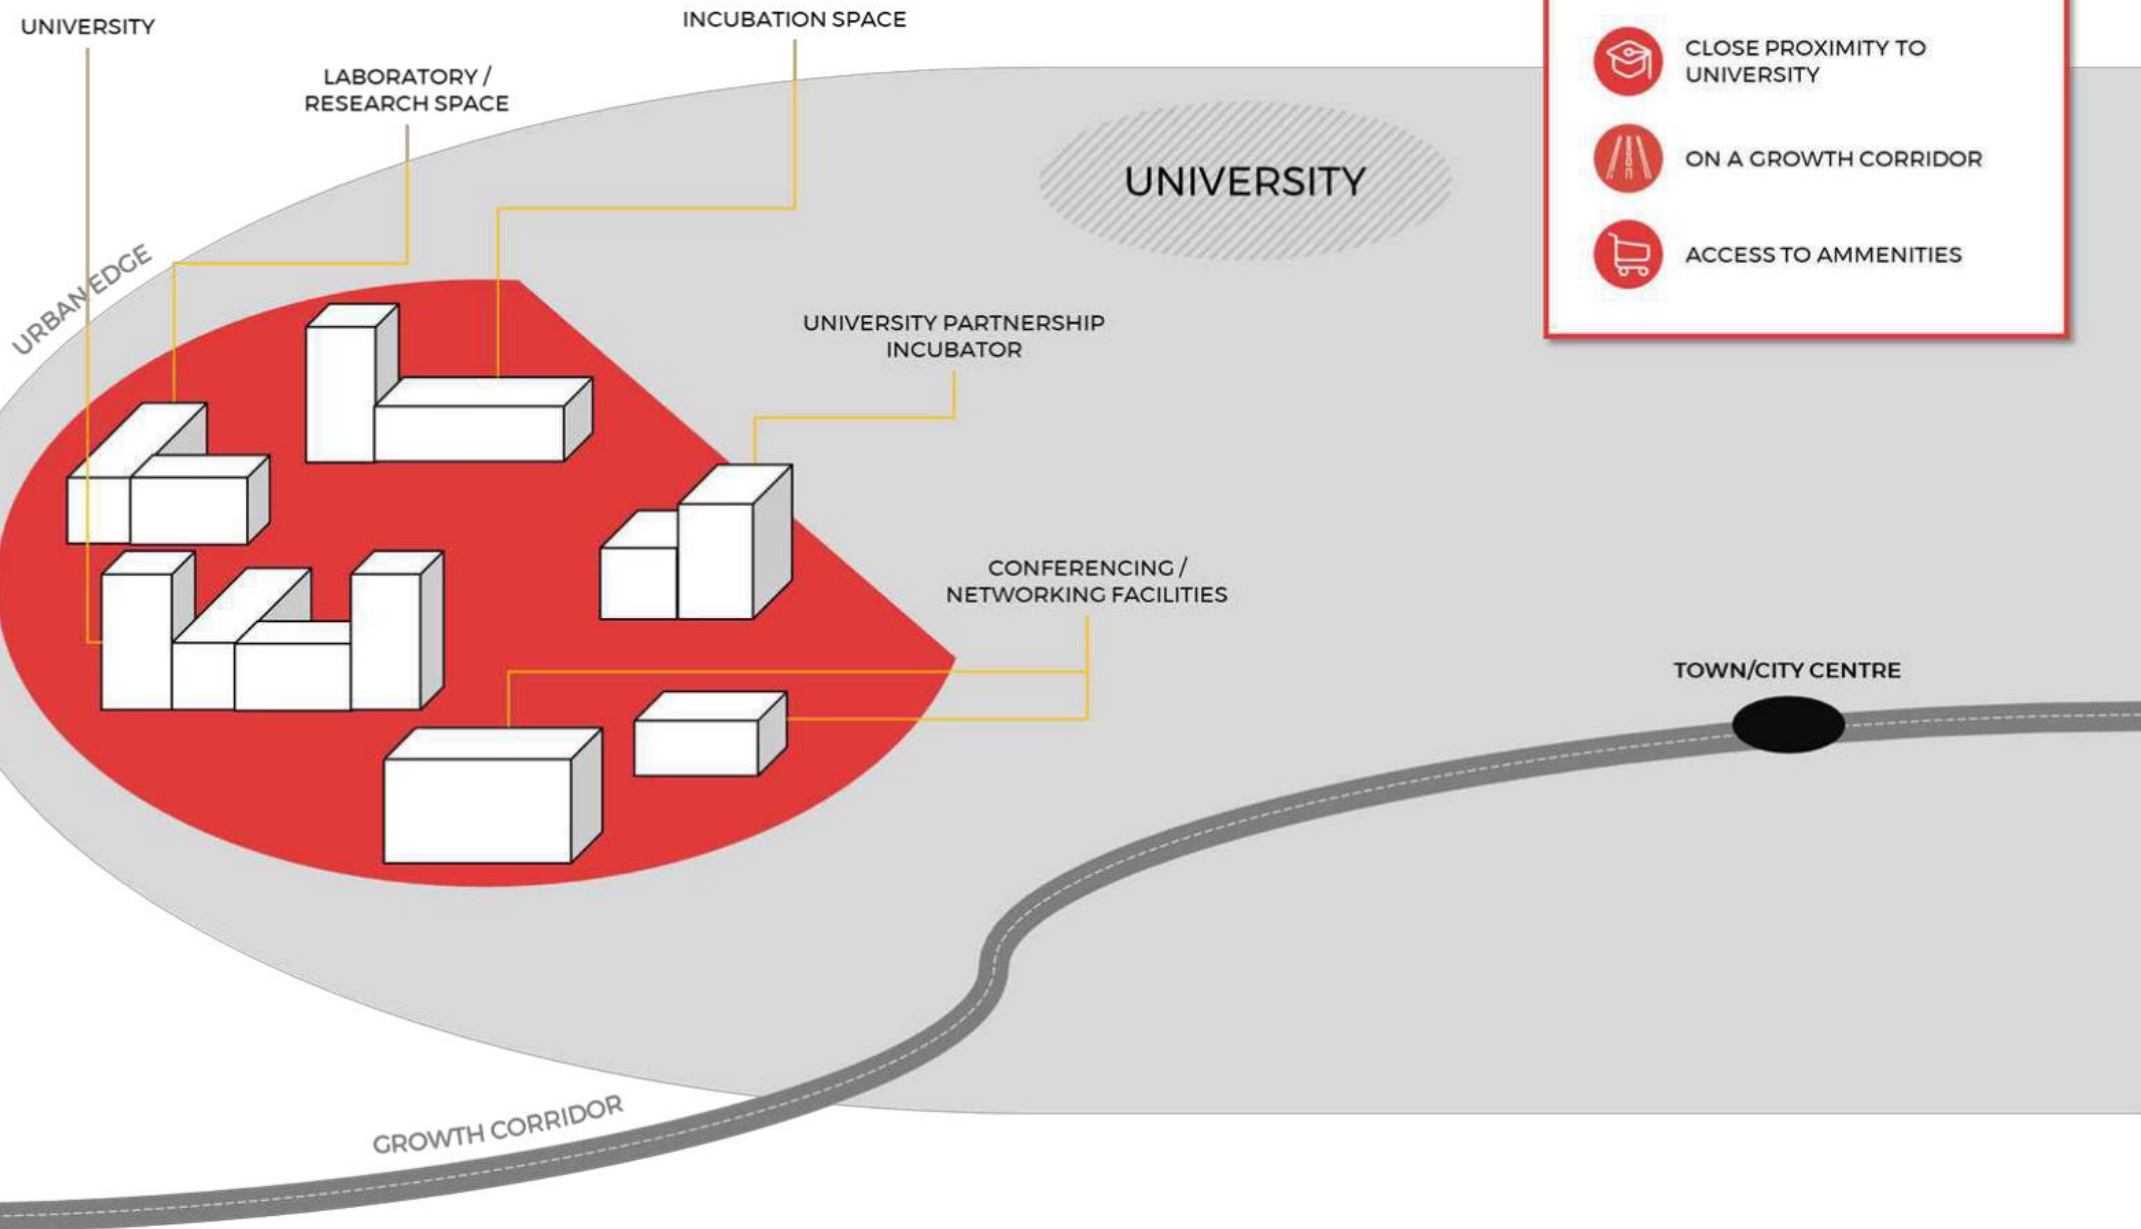 UNIVERSITY
INCUBATION SPACE
LABORATORY /
RESEARCH SPACE
CLOSE PROXIMITY TO
UNIVERSITY
ON A GROWTH CORRIDOR
ACCESS TO AMMENITIES
UNIVERSITY
URBAN EDGE
UNIVERSITY PARTNERSHIP
INCUBATOR
CONFERENCING /
NETWORKING FACILITIES
TOWN/CITY CENTRE
GROWTH CORRIDOR